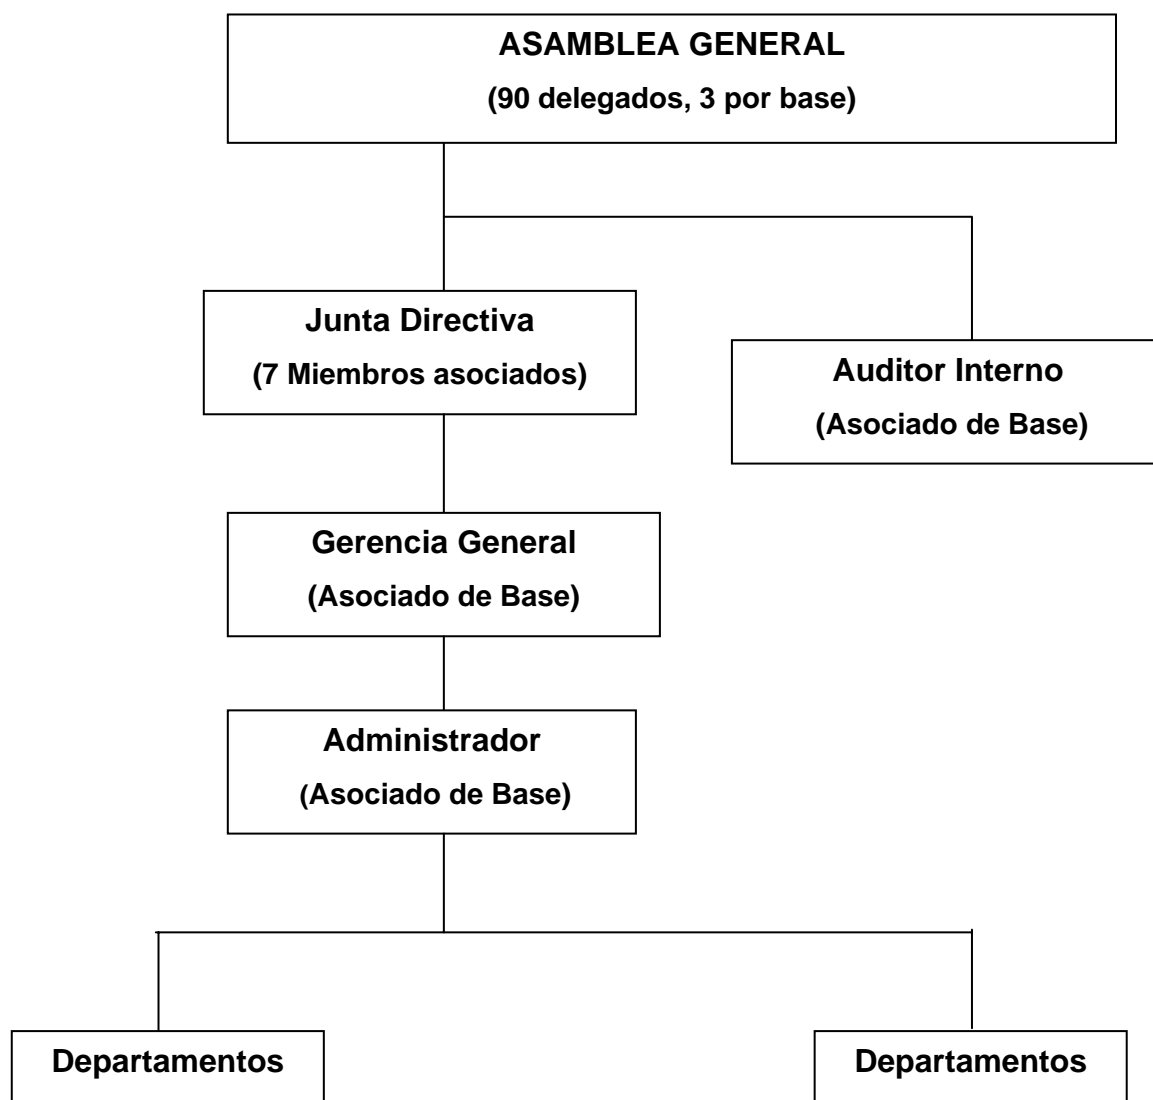 ASAMBLEA GENERAL
(90 delegados, 3 por base)
Junta Directiva
(7 Miembros asociados)
Auditor Interno
(Asociado de Base)
Gerencia General
(Asociado de Base)
Administrador
(Asociado de Base)
Departamentos
Departamentos